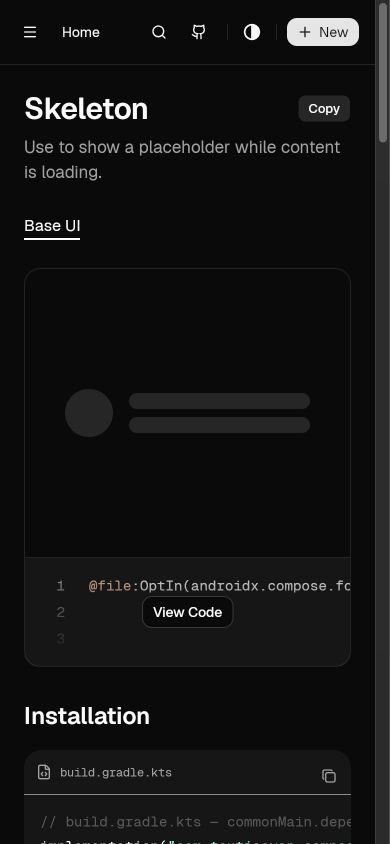 Home
New
Skeleton
Copy
Use to show a placeholder while content
is loading.
Base UI
1 @file:OptIn(androidx.compose.fo
2
View Code
3
Installation
build.gradle.kts
// build.gradle.kts — commonMain.depe